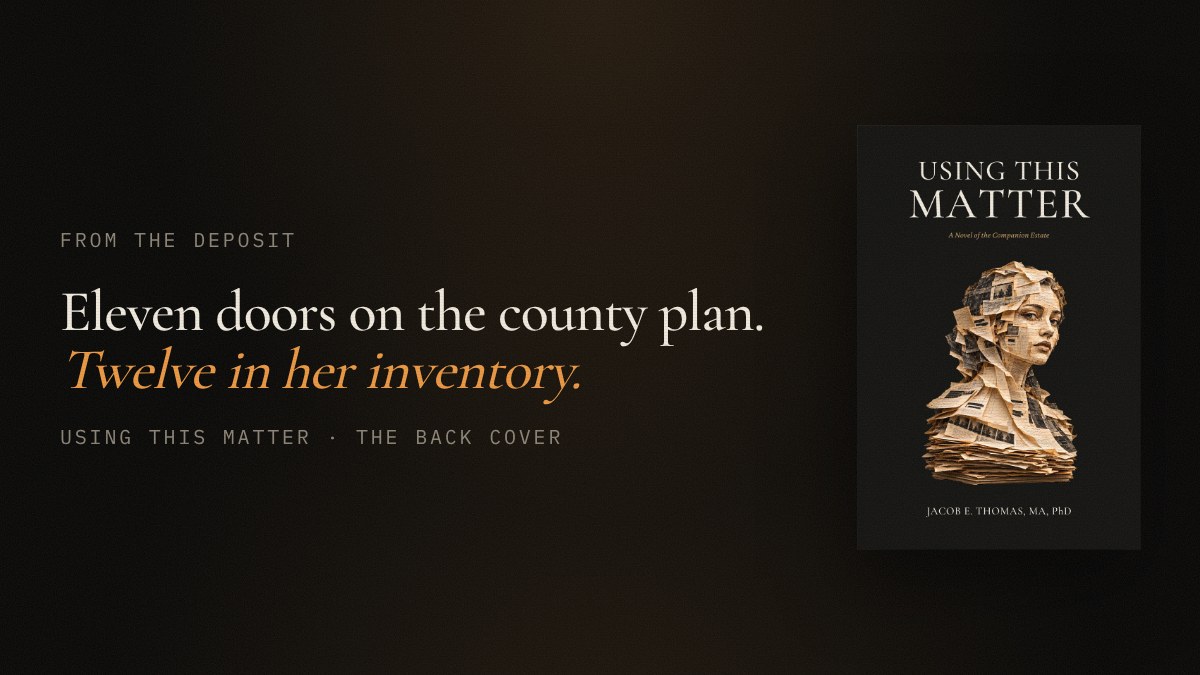 FROM THE DEPOSIT
Eleven doors on the county plan.
Twelve in her inventory.
USING THIS MATTER · THE BACK COVER
USING THIS
MATTER
A Novel of the Companion Estate
JACOB E. THOMAS, MA, PhD